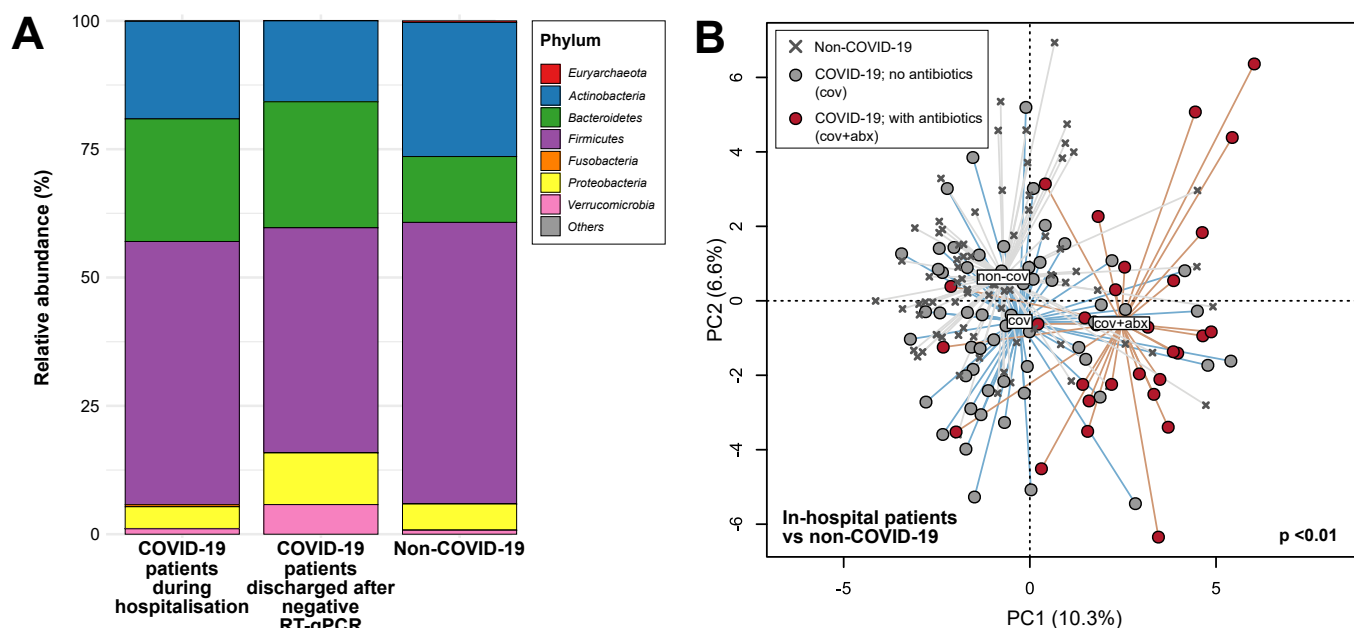 A
Relative abundance (%)
100
75
50
25
0
COVID-19
patients
during
hospitalisation
COVID-19
patients
discharged after
negative
RT-qPCR
Non-COVID-19
Phylum
Euryarchaeota
Actinobacteria
Bacteroidetes
Firmicutes
Fusobacteria
Proteobacteria
Verrucomicrobia
Others
B
Non-COVID-19
COVID-19; no antibiotics
(cov)
COVID-19; with antibiotics
(cov+abx)
PC2 (6.6%)
6
4
2
0
-2
-4
-6
non-cov
cov
cov+abx
In-hospital patients
vs non-COVID-19
p <0.01
-5
0
5
PC1 (10.3%)